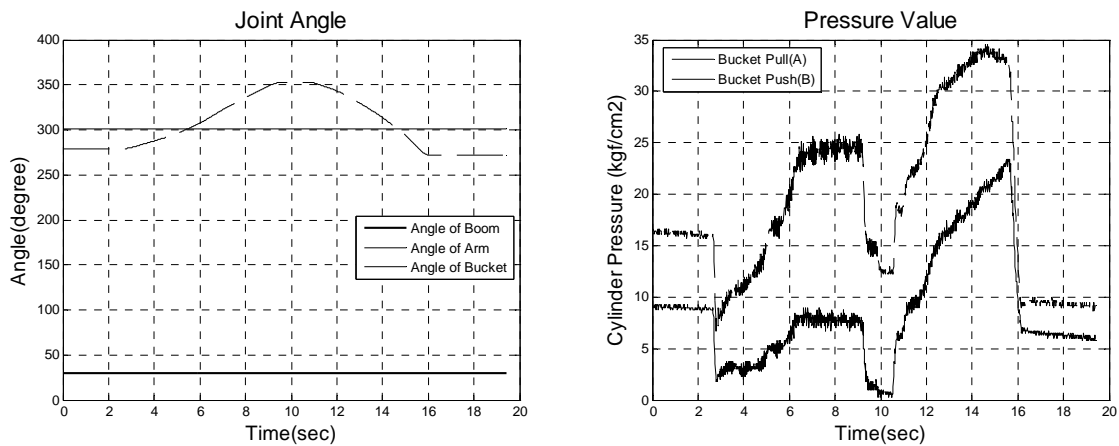 Joint Angle
400
350
300
250
200
150
100
50
0
Angle(degree)
Angle of Boom
Angle of Arm
Angle of Bucket
0 2 4 6 8 10 12 14 16 18 20
Time(sec)
Pressure Value
40
35
30
25
20
15
10
5
0
Cylinder Pressure (kgf/cm2)
Bucket Pull(A)
Bucket Push(B)
0 2 4 6 8 10 12 14 16 18 20
Time(sec)